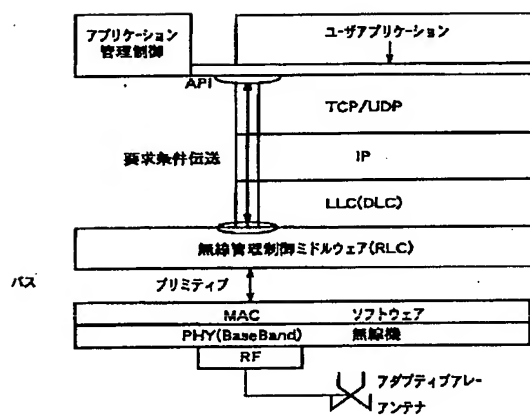 アプリケーション
管理制御
ユーザアプリケーション
API
TCP/UDP
要求条件伝送
IP
LLC(DLC)
無線管理制御ミドルウェア(RLC)
バス
プリミティブ
MAC
ソフトウェア
PHY(BaseBand)
無線機
RF
アダプティブアレー
アンテナ